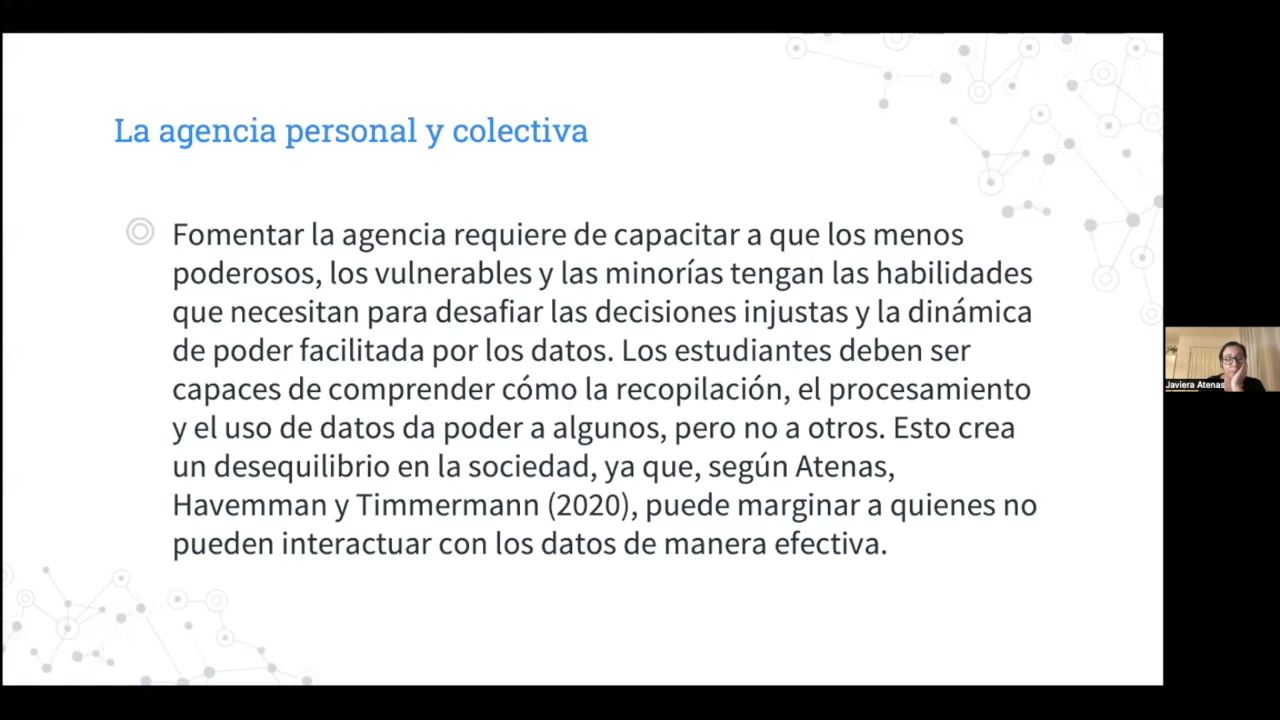 La agencia personal y colectiva
Fomentar la agencia requiere de capacitar a que los menos
poderosos, los vulnerables y las minorías tengan las habilidades
que necesitan para desafiar las decisiones injustas y la dinámica
de poder facilitada por los datos. Los estudiantes deben ser
capaces de comprender cómo la recopilación, el procesamiento
y el uso de datos da poder a algunos, pero no a otros. Esto crea
un desequilibrio en la sociedad, ya que, según Atenas,
Havemman y Timmermann (2020), puede marginar a quienes no
pueden interactuar con los datos de manera efectiva.
Javiera Atenas